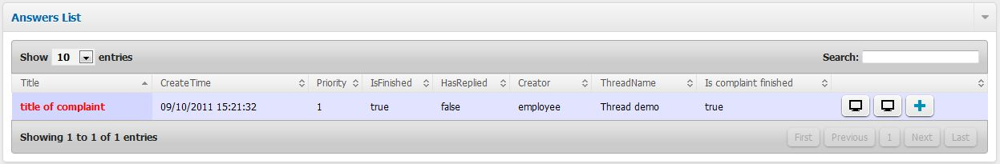 Answers List
Show 10 entries Search:
Title CreateTime Priority IsFinished HasReplied Creator ThreadName Is complaint finished
title of complaint 09/10/2011 15:21:32 1 true false employee Thread demo true
Showing 1 to 1 of 1 entries First Previous 1 Next Last